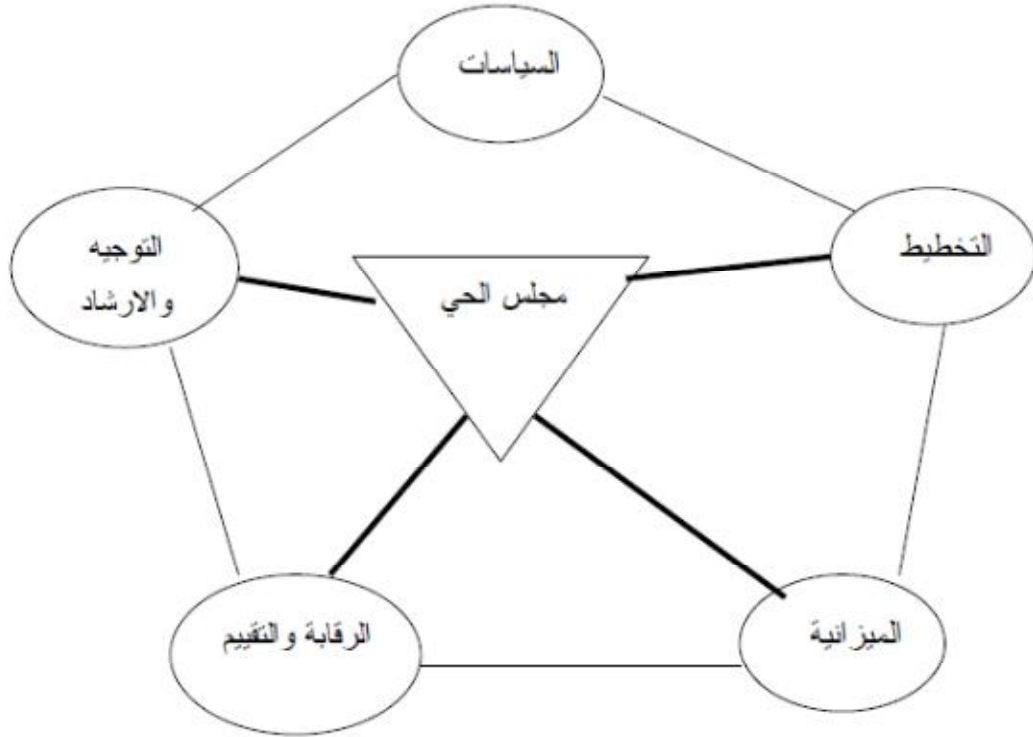 السياسات
التوجيه
والارشاد
التخطيط
مجلس الحي
الرقابة والتقييم
الميزانية